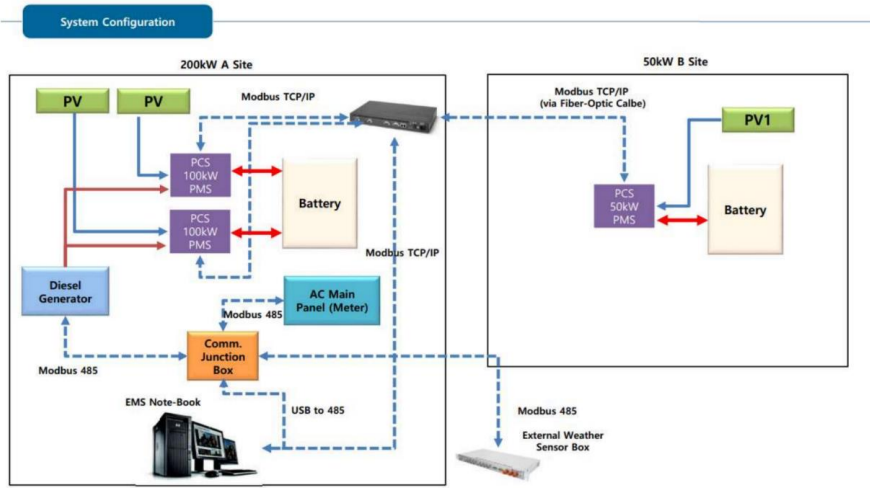 System Configuration
200kW A Site
50kW B Site
PV
PV
Modbus TCP/IP
Modbus TCP/IP
(via Fiber-Optic Calbe)
PV1
PCS
100kW
PMS
Battery
PCS
100kW
PMS
PCS
50kW
PMS
Battery
Modbus TCP/IP
Diesel
Generator
AC Main
Panel (Meter)
Modbus 485
Comm.
Junction
Box
Modbus 485
EMS Note-Book
USB to 485
Modbus 485
External Weather
Sensor Box